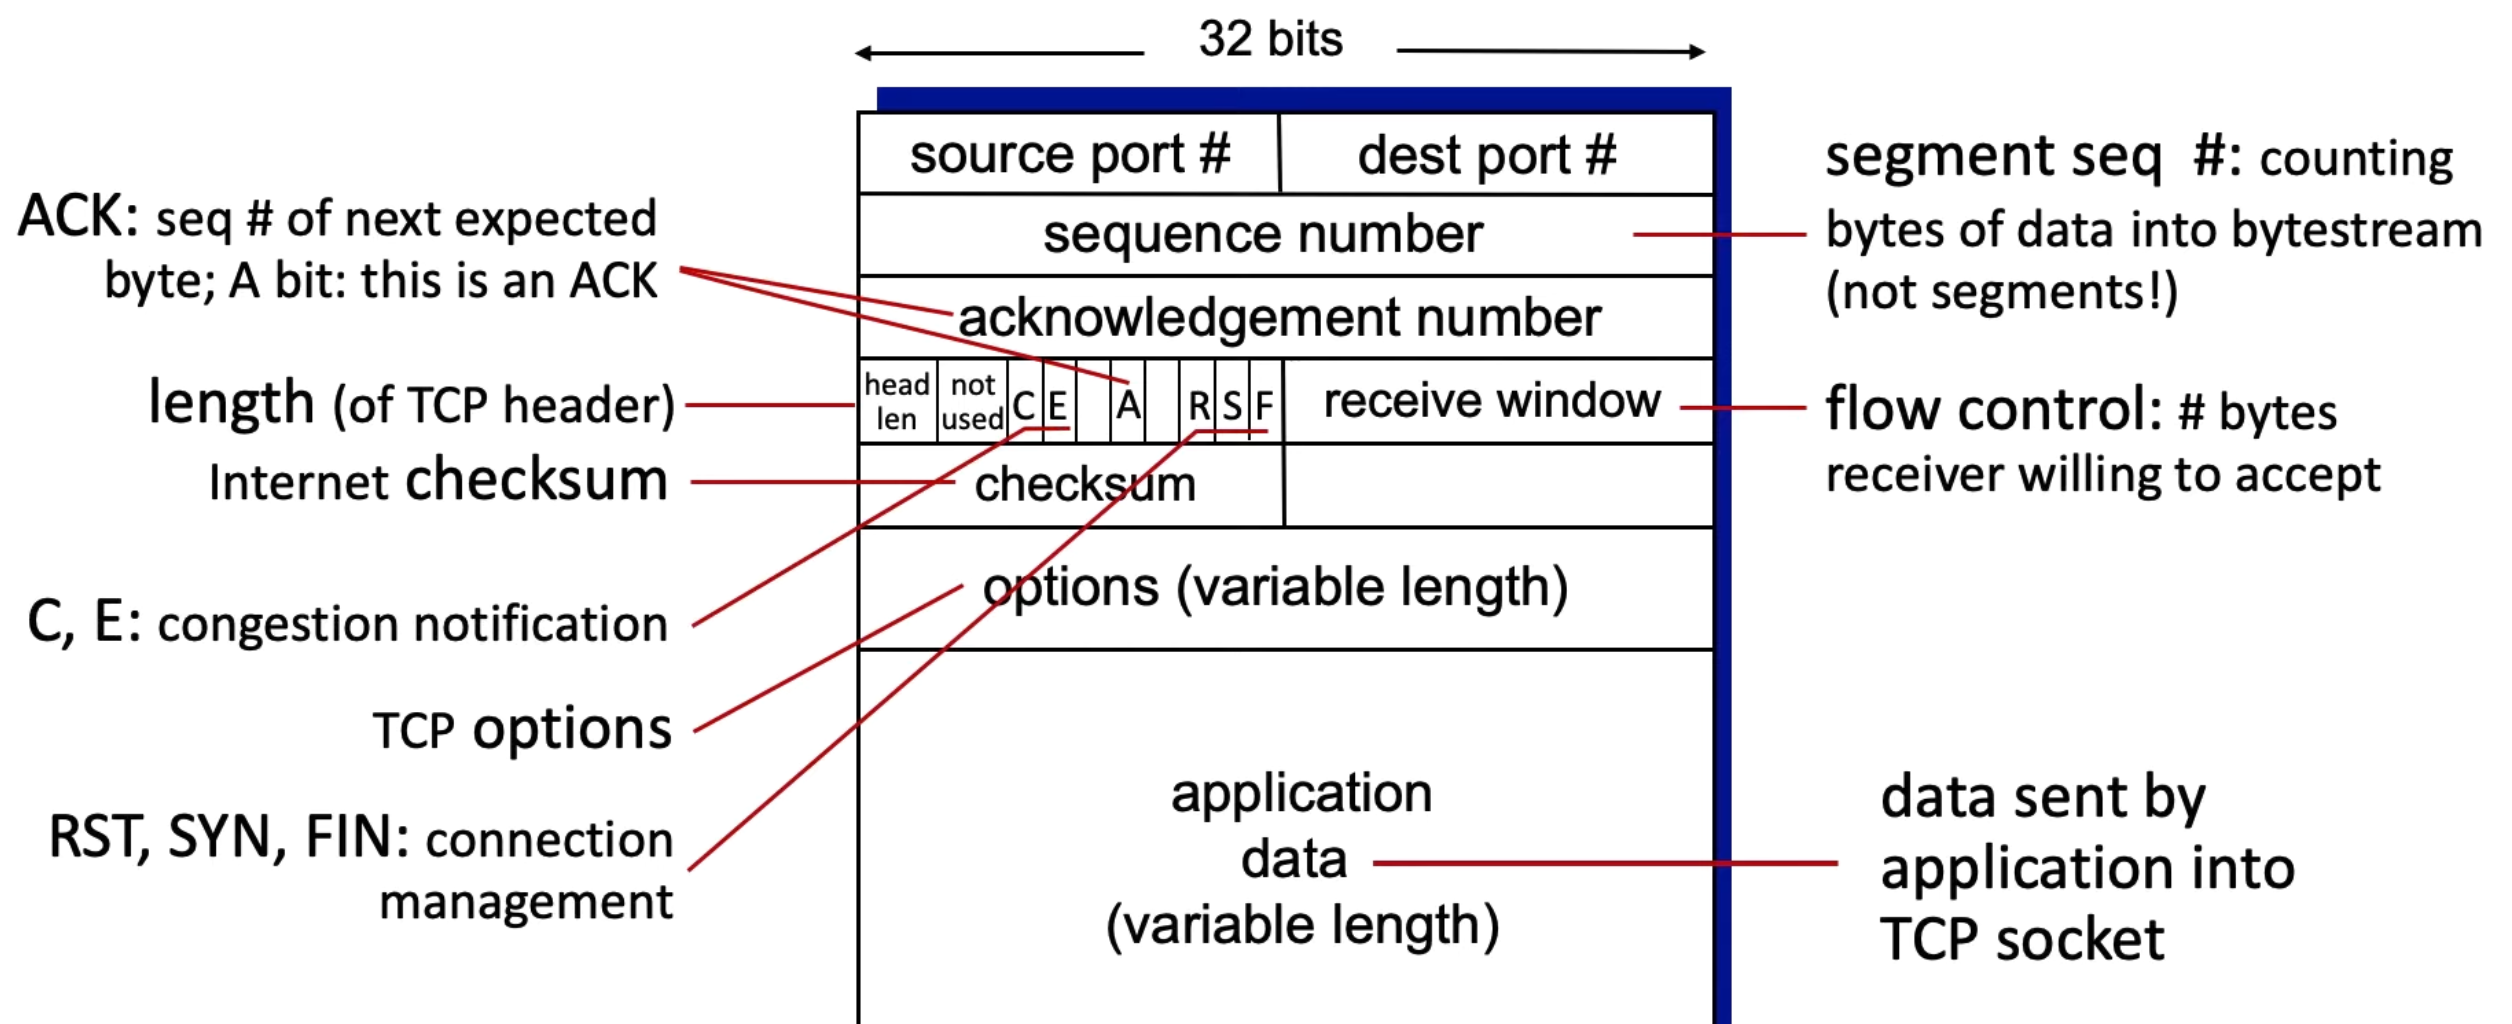 32 bits
source port #
dest port #
sequence number
acknowledgement number
head
len
not
used
C
E
A
R
S
F
receive window
checksum
options (variable length)
application
data
(variable length)
ACK: seq # of next expected
byte; A bit: this is an ACK
length (of TCP header)
Internet checksum
C, E: congestion notification
TCP options
RST, SYN, FIN: connection
management
segment seq #: counting
bytes of data into bytestream
(not segments!)
flow control: # bytes
receiver willing to accept
data sent by
application into
TCP socket